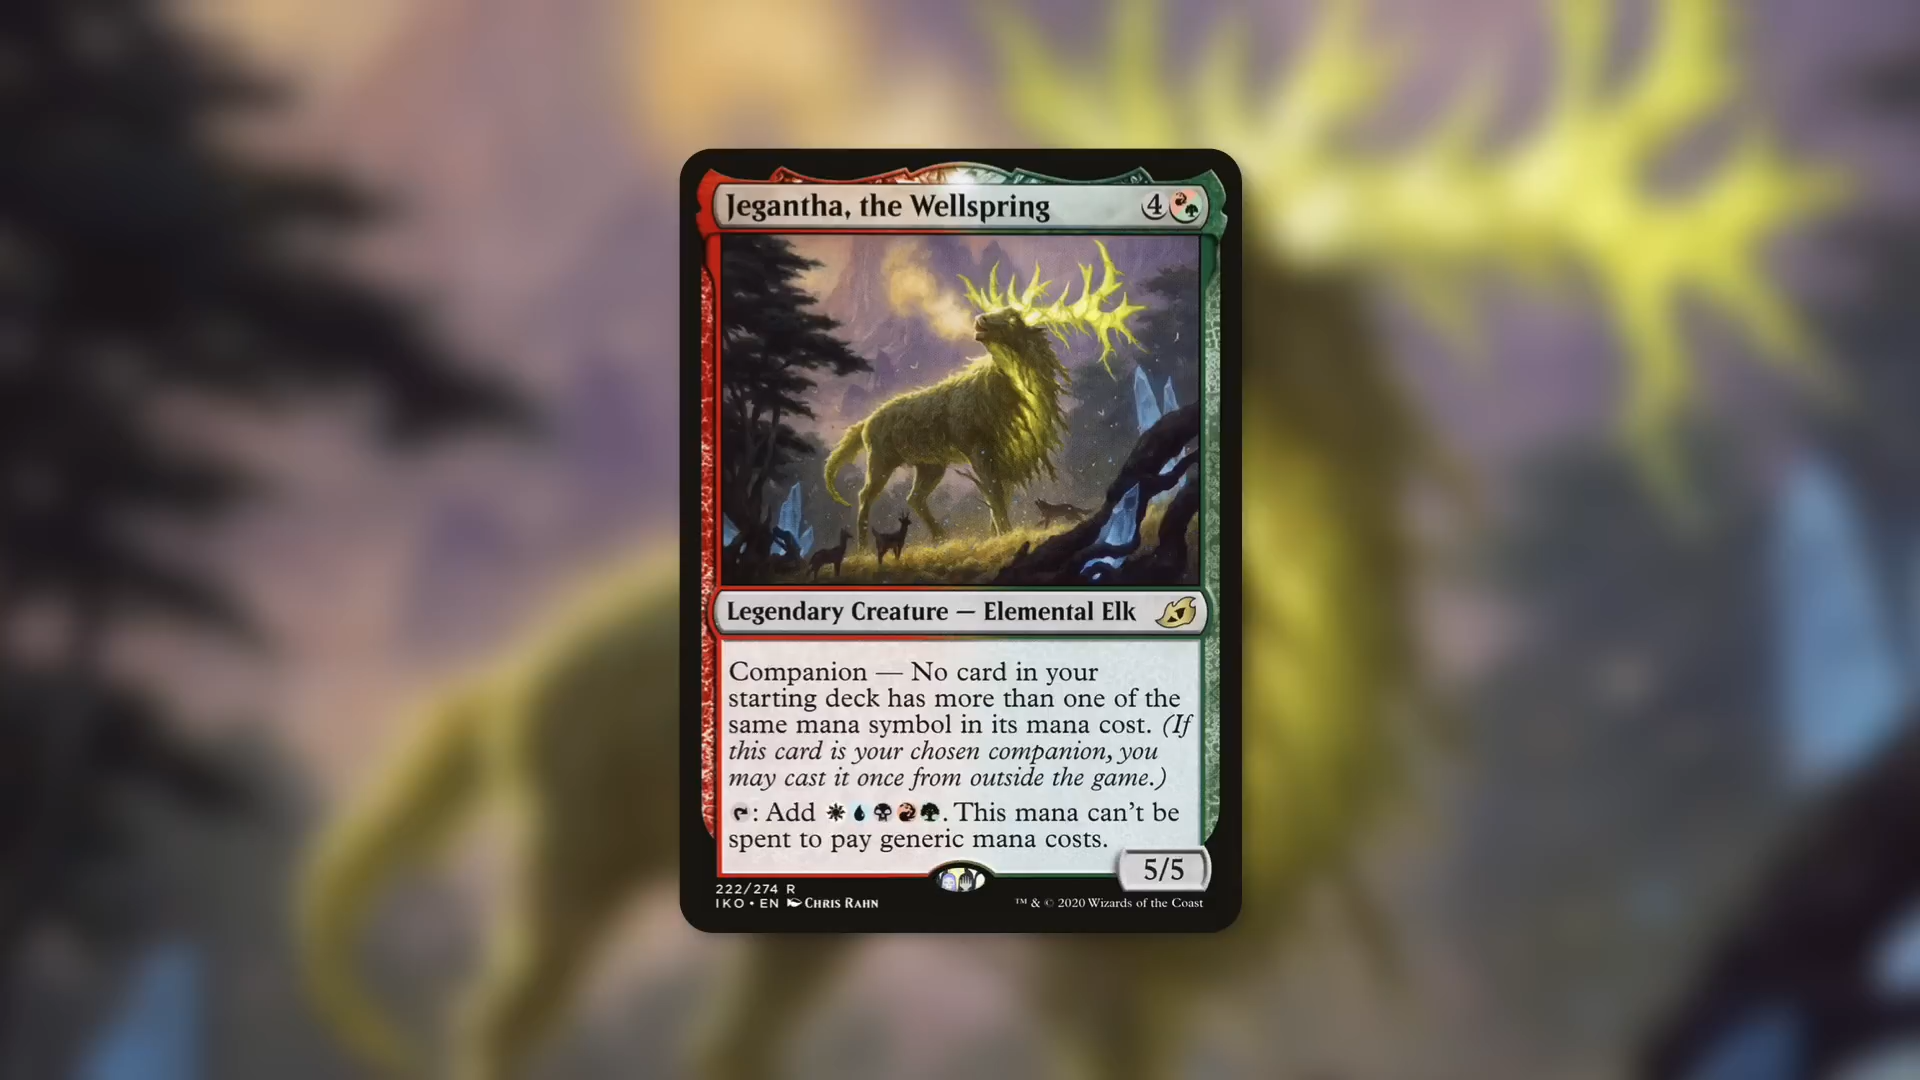 Jegantha, the Wellspring 4
Legendary Creature — Elemental Elk
Companion — No card in your
starting deck has more than one of the
same mana symbol in its mana cost. (If
this card is your chosen companion, you
may cast it once from outside the game.)
: Add . This mana can't be
spent to pay generic mana costs.
5/5
222/274 R
IKO • EN Chris Rahn
™ & © 2020 Wizards of the Coast